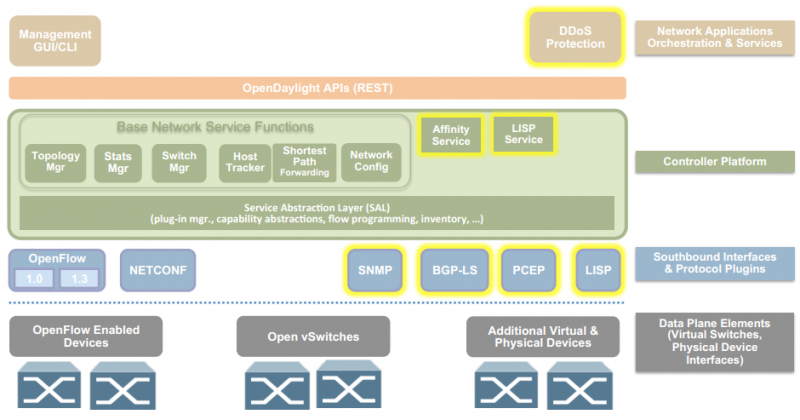 Management
GUI/CLI
DDoS
Protection
Network Applications
Orchestration & Services
OpenDaylight APIs (REST)
Base Network Service Functions
Affinity
Service
LISP
Service
Topology
Mgr
Stats
Mgr
Switch
Mgr
Host
Tracker
Shortest
Path
Forwarding
Network
Config
Controller Platform
Service Abstraction Layer (SAL)
(plug-in mgr., capability abstractions, flow programming, inventory, …)
OpenFlow
1.0
1.3
NETCONF
SNMP
BGP-LS
PCEP
LISP
Southbound Interfaces
& Protocol Plugins
OpenFlow Enabled
Devices
Open vSwitches
Additional Virtual &
Physical Devices
Data Plane Elements
(Virtual Switches,
Physical Device
Interfaces)